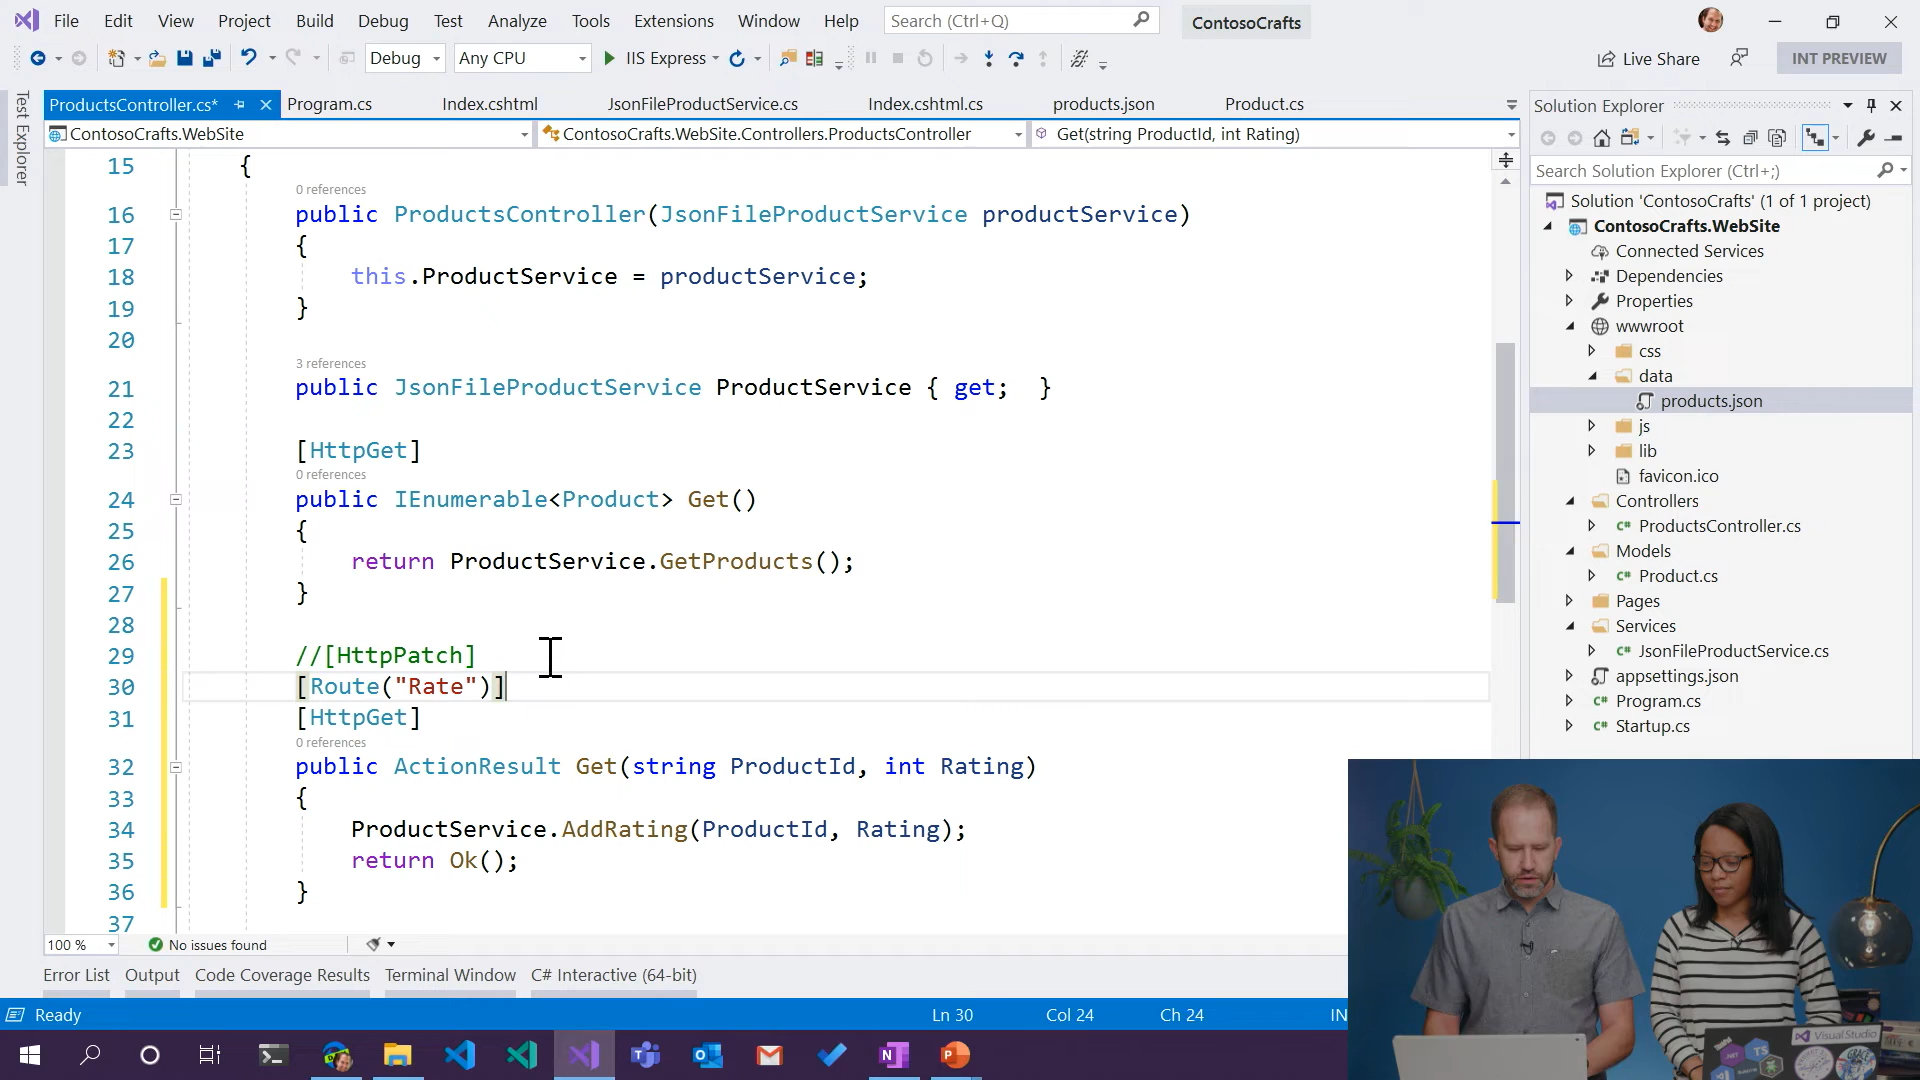 File Edit View Project Build Debug Test Analyze Tools Extensions Window Help Search (Ctrl+Q) ContosoCrafts
Debug Any CPU IIS Express Live Share INT PREVIEW
Test Explorer
ProductsController.cs* Program.cs Index.cshtml JsonFileProductService.cs Index.cshtml.cs products.json Product.cs
ContosoCrafts.WebSite ContosoCrafts.WebSite.Controllers.ProductsController Get(string ProductId, int Rating)
15 {
0 references
16 public ProductsController(JsonFileProductService productService)
17 {
18 this.ProductService = productService;
19 }
20
3 references
21 public JsonFileProductService ProductService { get; }
22
23 [HttpGet]
0 references
24 public IEnumerable<Product> Get()
25 {
26 return ProductService.GetProducts();
27 }
28
29 //[HttpPatch]
30 [Route("Rate")]
31 [HttpGet]
0 references
32 public ActionResult Get(string ProductId, int Rating)
33 {
34 ProductService.AddRating(ProductId, Rating);
35 return Ok();
36 }
37
100 % No issues found
Error List Output Code Coverage Results Terminal Window C# Interactive (64-bit)
Ready Ln 30 Col 24 Ch 24 IN
Solution Explorer
Search Solution Explorer (Ctrl+;)
Solution 'ContosoCrafts' (1 of 1 project)
ContosoCrafts.WebSite
Connected Services
Dependencies
Properties
wwwroot
css
data
products.json
js
lib
favicon.ico
Controllers
C# ProductsController.cs
Models
C# Product.cs
Pages
Services
C# JsonFileProductService.cs
appsettings.json
C# Program.cs
C# Startup.cs
Visual Studio
TS